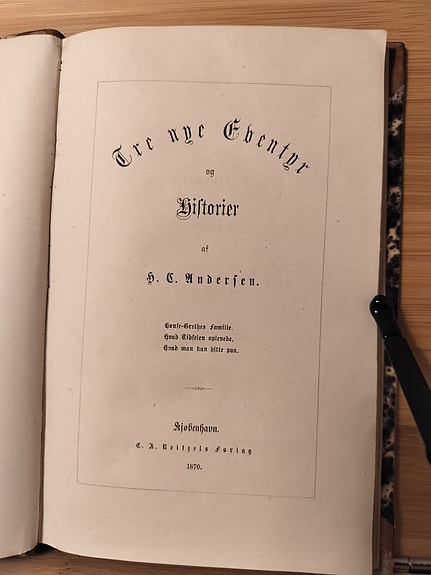 Tre nye Eventyr
og
Historier
af
H. C. Andersen.
Hønse-Grethes Familie.
Hvad Tidselen oplevede.
Hvad man kan hitte paa.
Kjøbenhavn.
C. A. Reitzels Forlag
1870.